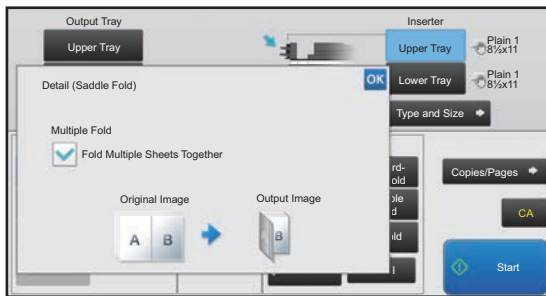 Output Tray
Inserter
Upper Tray
Upper Tray
Plain 1
8½x11
Detail (Saddle Fold)
OK
Lower Tray
Plain 1
8½x11
Type and Size
Multiple Fold
Fold Multiple Sheets Together
Copies/Pages
Original Image
Output Image
CA
A B
B
Start